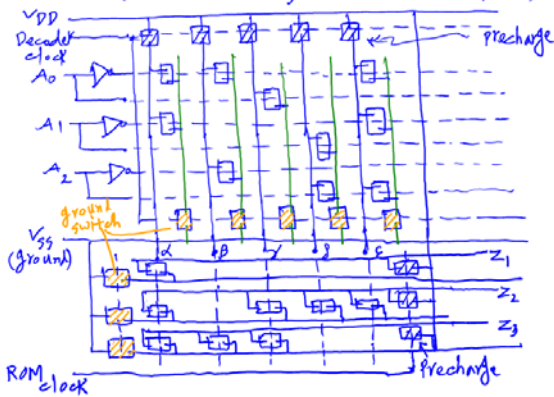 VDD
Decoder
clock
precharge
A0
A1
A2
ground
switch
VSS
(ground)
α β γ δ ε
Z1
Z2
Z3
ROM clock
Precharge